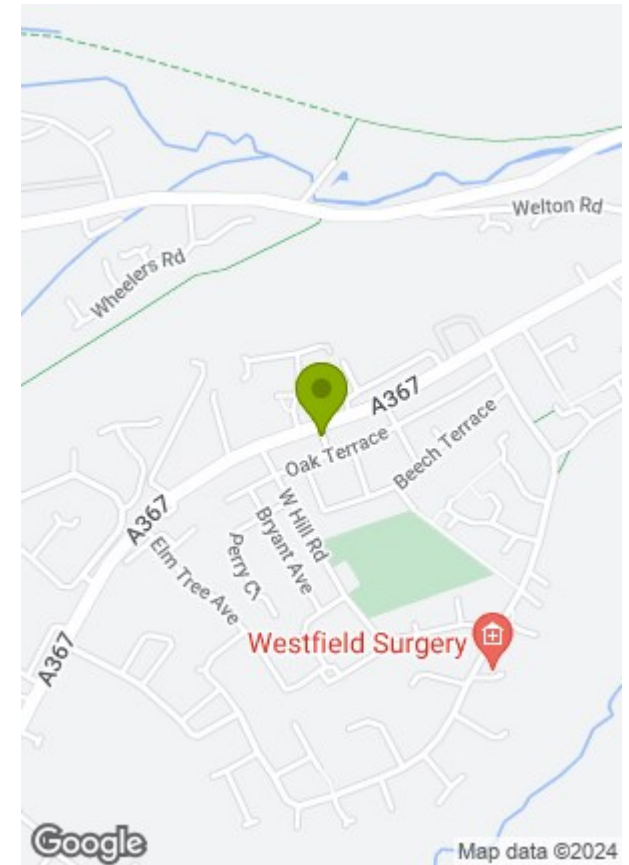 Welton Rd
Wheelers Rd
A367
Oak Terrace
Beech Terrace
A367
W Hill Rd
Bryant Ave
Perry Cl
Elm Tree Ave
Westfield Surgery
A367
Google
Map data ©2024